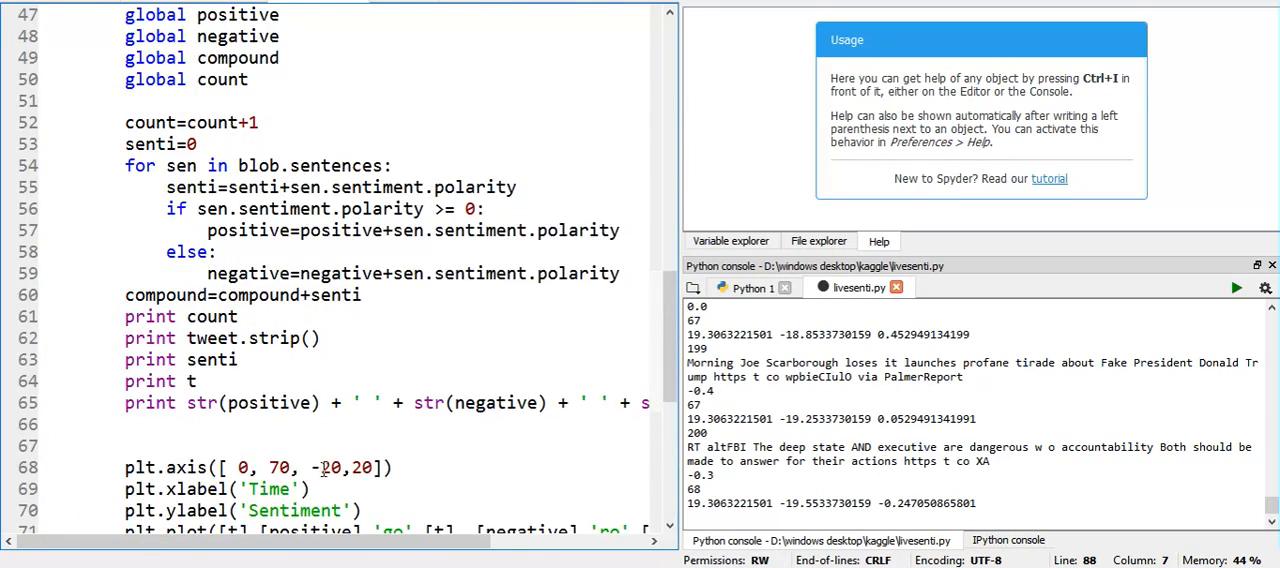 47 global positive
48 global negative
49 global compound
50 global count
51
52 count=count+1
53 senti=0
54 for sen in blob.sentences:
55 senti=senti+sen.sentiment.polarity
56 if sen.sentiment.polarity >= 0:
57 positive=positive+sen.sentiment.polarity
58 else:
59 negative=negative+sen.sentiment.polarity
60 compound=compound+senti
61 print count
62 print tweet.strip()
63 print senti
64 print t
65 print str(positive) + ' ' + str(negative) + ' ' + s
66
67
68 plt.axis([ 0, 70, -20,20])
69 plt.xlabel('Time')
70 plt.ylabel('Sentiment')
71 plt.plot([t],[positive],'go',[t], [negative],'ro',[
Usage
Here you can get help of any object by pressing Ctrl+I in
front of it, either on the Editor or the Console.
Help can also be shown automatically after writing a left
parenthesis next to an object. You can activate this
behavior in Preferences > Help.
New to Spyder? Read our tutorial
Variable explorer File explorer Help
Python console - D:\windows desktop\kaggle\livesenti.py
Python 1 livesenti.py
0.0
67
19.3063221501 -18.8533730159 0.452949134199
199
Morning Joe Scarborough loses it launches profane tirade about Fake President Donald Tr
ump https t co wpbieCIulO via PalmerReport
-0.4
67
19.3063221501 -19.2533730159 0.0529491341991
200
RT altFBI The deep state AND executive are dangerous w o accountability Both should be
made to answer for their actions https t co XA
-0.3
68
19.3063221501 -19.5533730159 -0.247050865801
Python console - D:\windows desktop\kaggle\livesenti.py IPython console
Permissions: RW End-of-lines: CRLF Encoding: UTF-8 Line: 88 Column: 7 Memory: 44 %